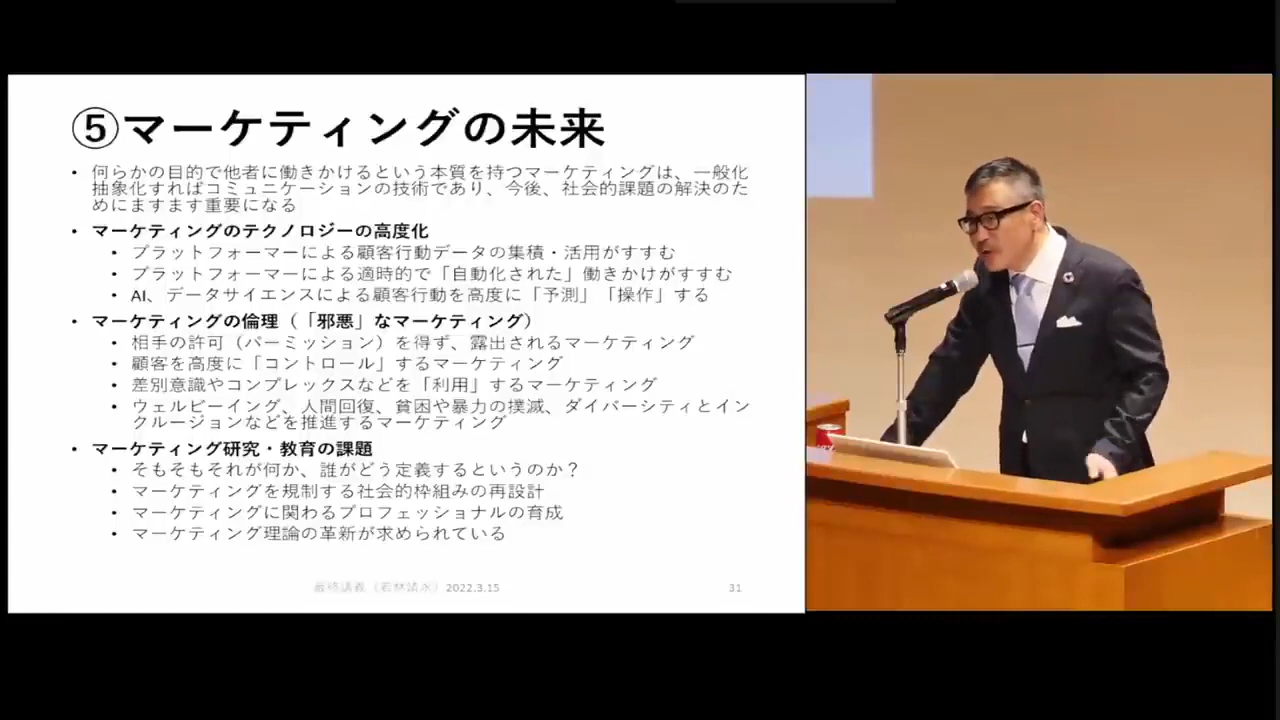 ⑤マーケティングの未来
• 何らかの目的で他者に働きかけるという本質を持つマーケティングは、一般化
抽象化すればコミュニケーションの技術であり、今後、社会的課題の解決のた
めにますます重要になる
• マーケティングのテクノロジーの高度化
• プラットフォーマーによる顧客行動データの集積・活用がすすむ
• プラットフォーマーによる適時的で「自動化された」働きかけがすすむ
• AI、データサイエンスによる顧客行動を高度に「予測」「操作」する
• マーケティングの倫理（「邪悪」なマーケティング）
• 相手の許可（パーミッション）を得ず、露出されるマーケティング
• 顧客を高度に「コントロール」するマーケティング
• 差別意識やコンプレックスなどを「利用」するマーケティング
• ウェルビーイング、人間回復、貧困や暴力の撲滅、ダイバーシティとイン
クルージョンなどを推進するマーケティング
• マーケティング研究・教育の課題
• そもそもそれが何か、誰がどう定義するというのか？
• マーケティングを規制する社会的枠組みの再設計
• マーケティングに関わるプロフェッショナルの育成
• マーケティング理論の革新が求められている
最終講義（若林靖永）2022.3.15
31